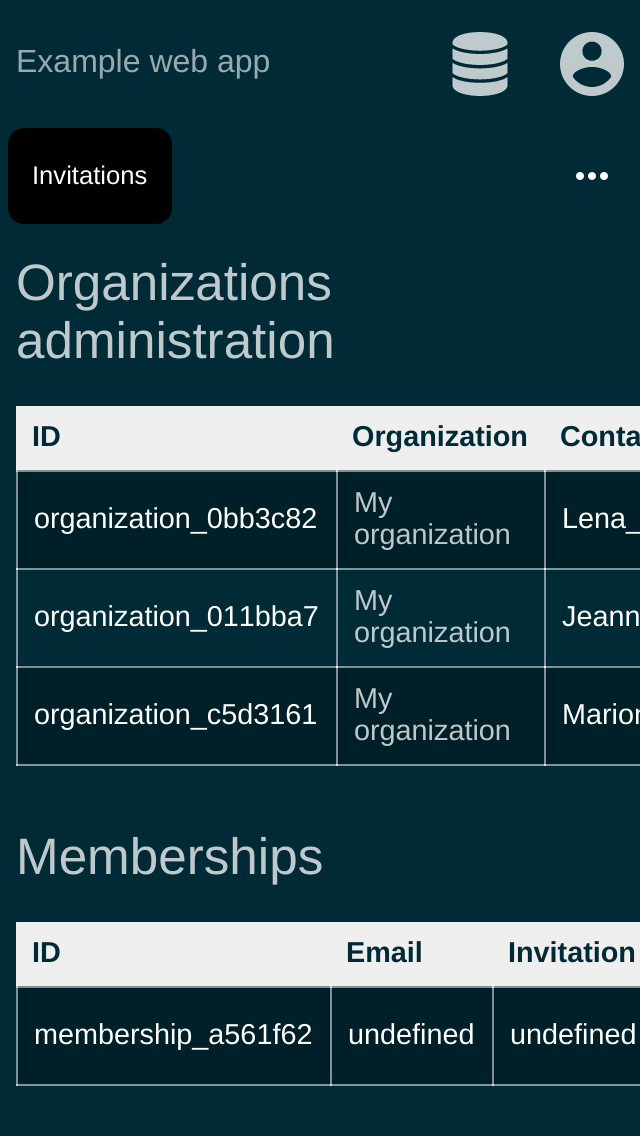 Example web app
Invitations
Organizations
administration
ID Organization Conta
organization_0bb3c82 My organization Lena_
organization_011bba7 My organization Jeann
organization_c5d3161 My organization Marion
Memberships
ID Email Invitation
membership_a561f62 undefined undefined